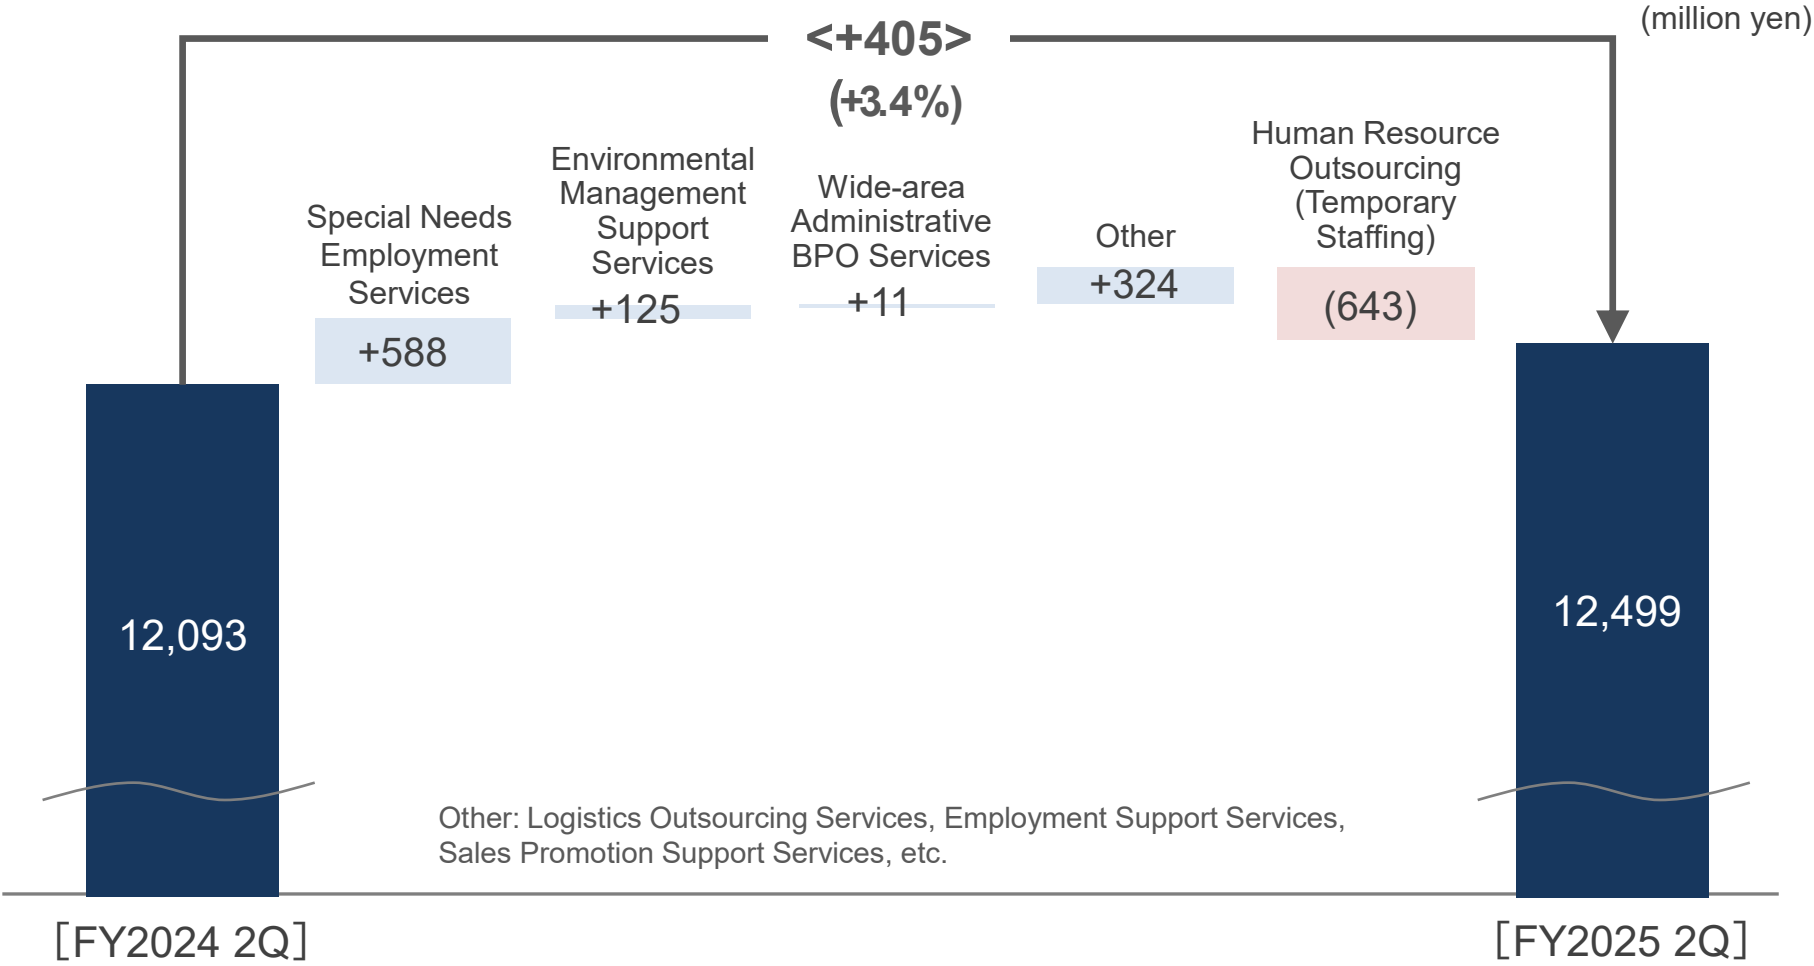 (million yen)
<+405>
(+3.4%)
Special Needs
Employment
Services
+588
Environmental
Management
Support
Services
+125
Wide-area
Administrative
BPO Services
+11
Other
+324
Human Resource
Outsourcing
(Temporary
Staffing)
(643)
12,093
12,499
Other: Logistics Outsourcing Services, Employment Support Services,
Sales Promotion Support Services, etc.
[FY2024 2Q]
[FY2025 2Q]